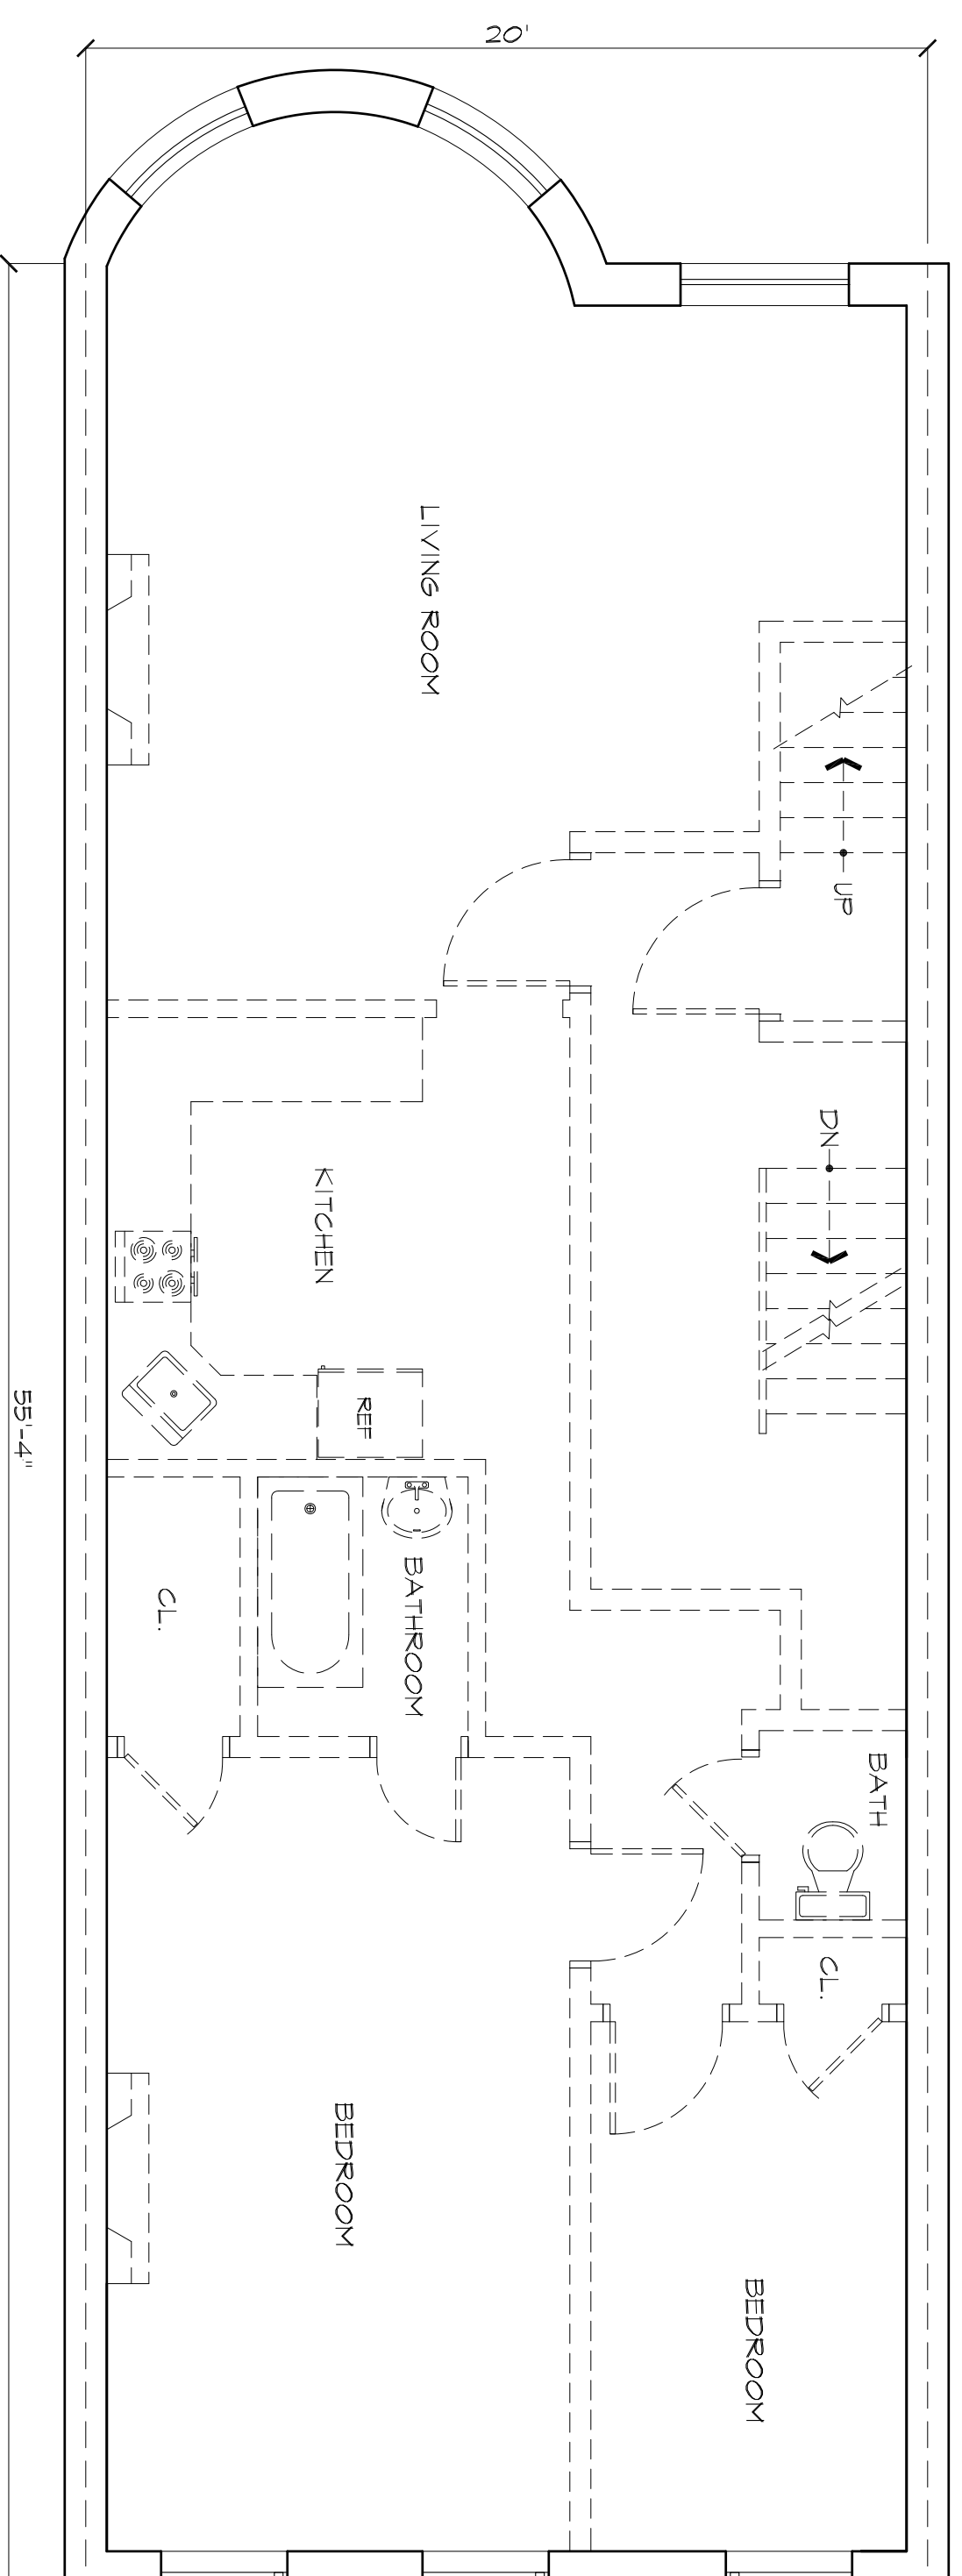 20'
LIVING ROOM
UP
DN
KITCHEN
55'-4"
REF
BATHROOM
CL.
BATH
CL.
BEDROOM
BEDROOM